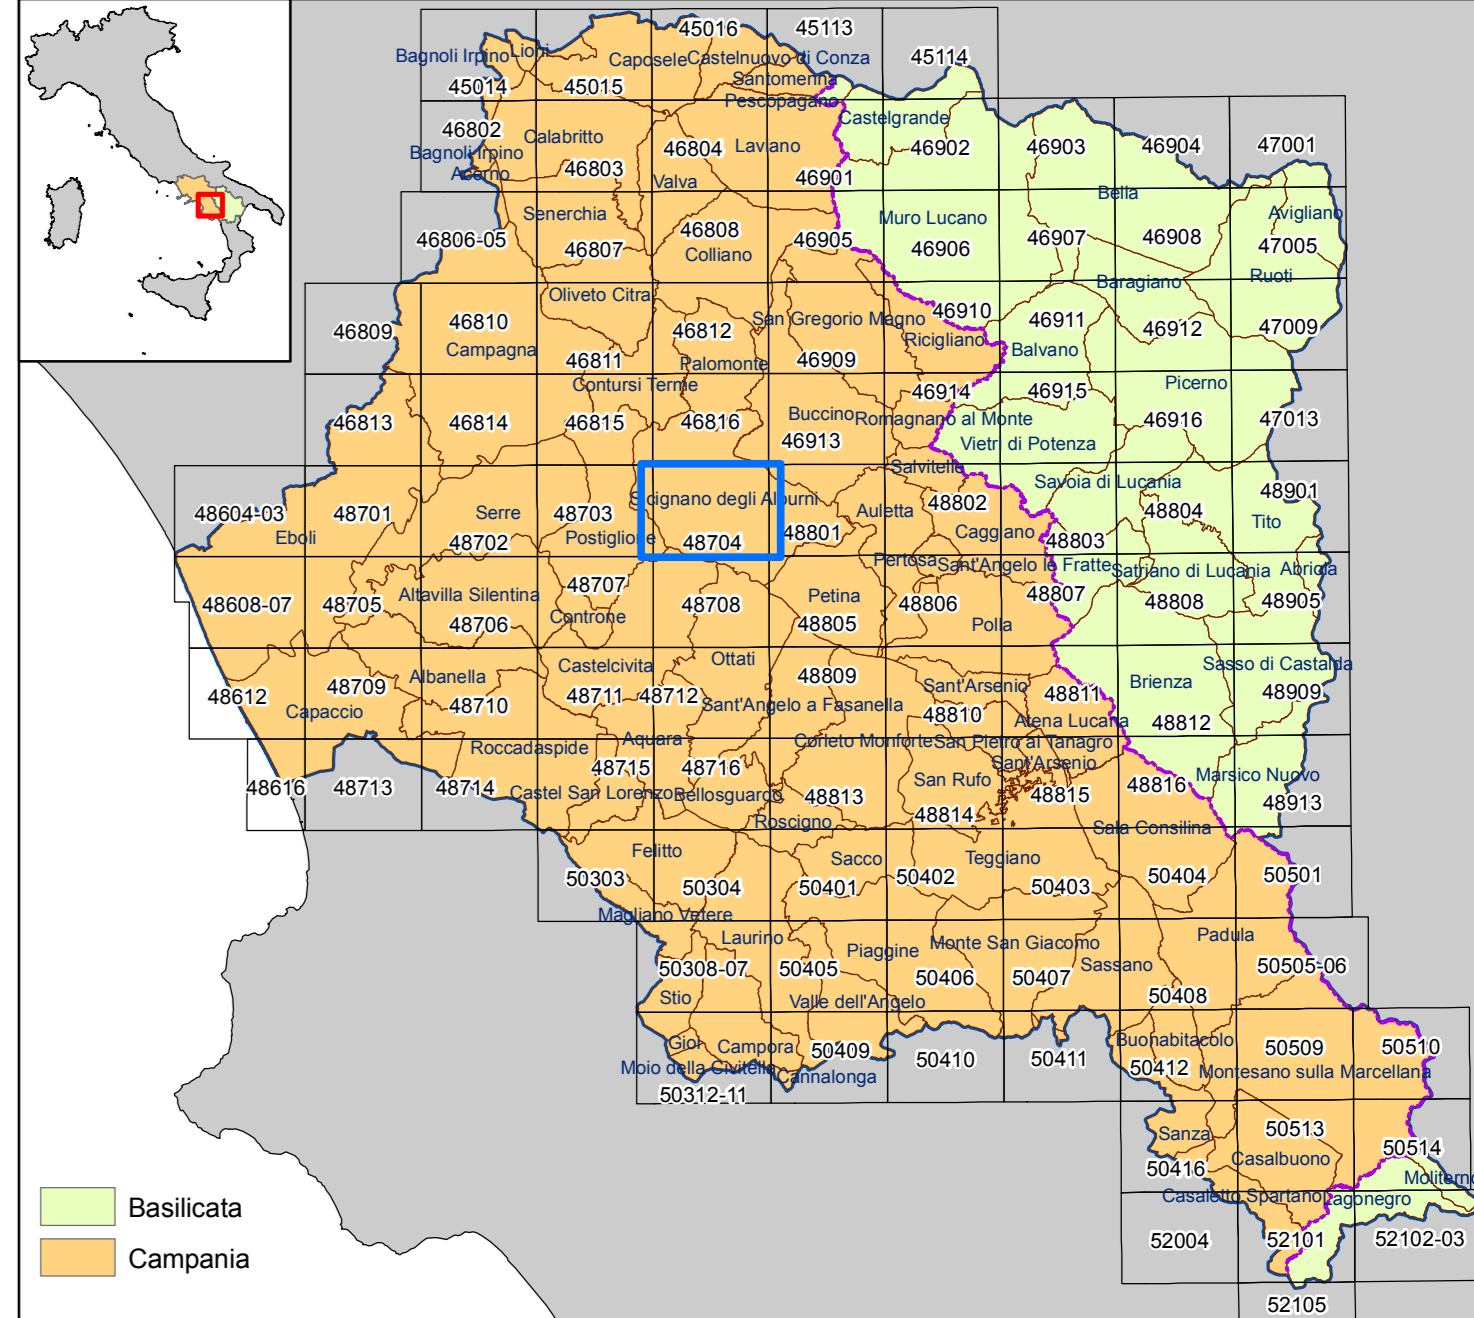 45016
45113
Bagnoli Irpino
Lioni
Caposele
Castelnuovo di Conza
45114
45014
45015
Santomenna
Pescopagano
46802
Calabritto
46804
Laviano
Castelgrande
46902
46903
46904
47001
Bagnoli Irpino
Acerno
46803
Valva
46901
Bella
Senerchia
46808
Muro Lucano
Avigliano
46806-05
46807
Colliano
46905
46906
46907
46908
47005
Oliveto Citra
Baragiano
Ruoti
46809
46810
46812
San Gregorio Magno
46910
46911
46912
47009
Campagna
46811
Palomonte
46909
Ricigliano
Balvano
Contursi Terme
46914
46915
Picerno
46813
46814
46815
46816
Buccino
Romagnano al Monte
46916
47013
46913
Vietri di Potenza
Salvitelle
Savoia di Lucania
48901
48604-03
48701
Serre
48703
Sicignano degli Alburni
Auletta
48802
48804
Tito
Eboli
48702
Postiglione
48704
48801
Caggiano
48803
Pertosa
Sant'Angelo le Fratte
Satriano di Lucania
Abriola
48608-07
48705
Altavilla Silentina
48707
48708
Petina
48806
48807
48808
48905
48706
Controne
48805
Polla
Albanella
Castelcivita
Ottati
48809
Sasso di Castalda
48612
48709
48710
48711
48712
Sant'Angelo a Fasanella
Sant'Arsenio
48811
Brienza
48909
Capaccio
48810
Atena Lucana
48812
Roccadaspide
Aquara
Corleto Monforte
San Pietro al Tanagro
48616
48713
48714
48715
48716
San Rufo
Sant'Arsenio
48816
Marsico Nuovo
Castel San Lorenzo
Bellosguardo
48813
48815
48913
Roscigno
48814
Sala Consilina
Felitto
Sacco
Teggiano
50303
50304
50401
50402
50403
50404
50501
Magliano Vetere
Laurino
Piaggine
Monte San Giacomo
Padula
50308-07
50405
50406
50407
Sassano
50505-06
Stio
Valle dell'Angelo
50408
Gioi
Campora
50409
50410
50411
Buonabitacolo
50509
50510
Moio della Civitella
Cannalonga
50412
Montesano sulla Marcellana
50312-11
Sanza
50513
50514
50416
Casalbuono
Moliterno
Casaletto Spartano
Lagonegro
52004
52101
52102-03
52105
Basilicata
Campania